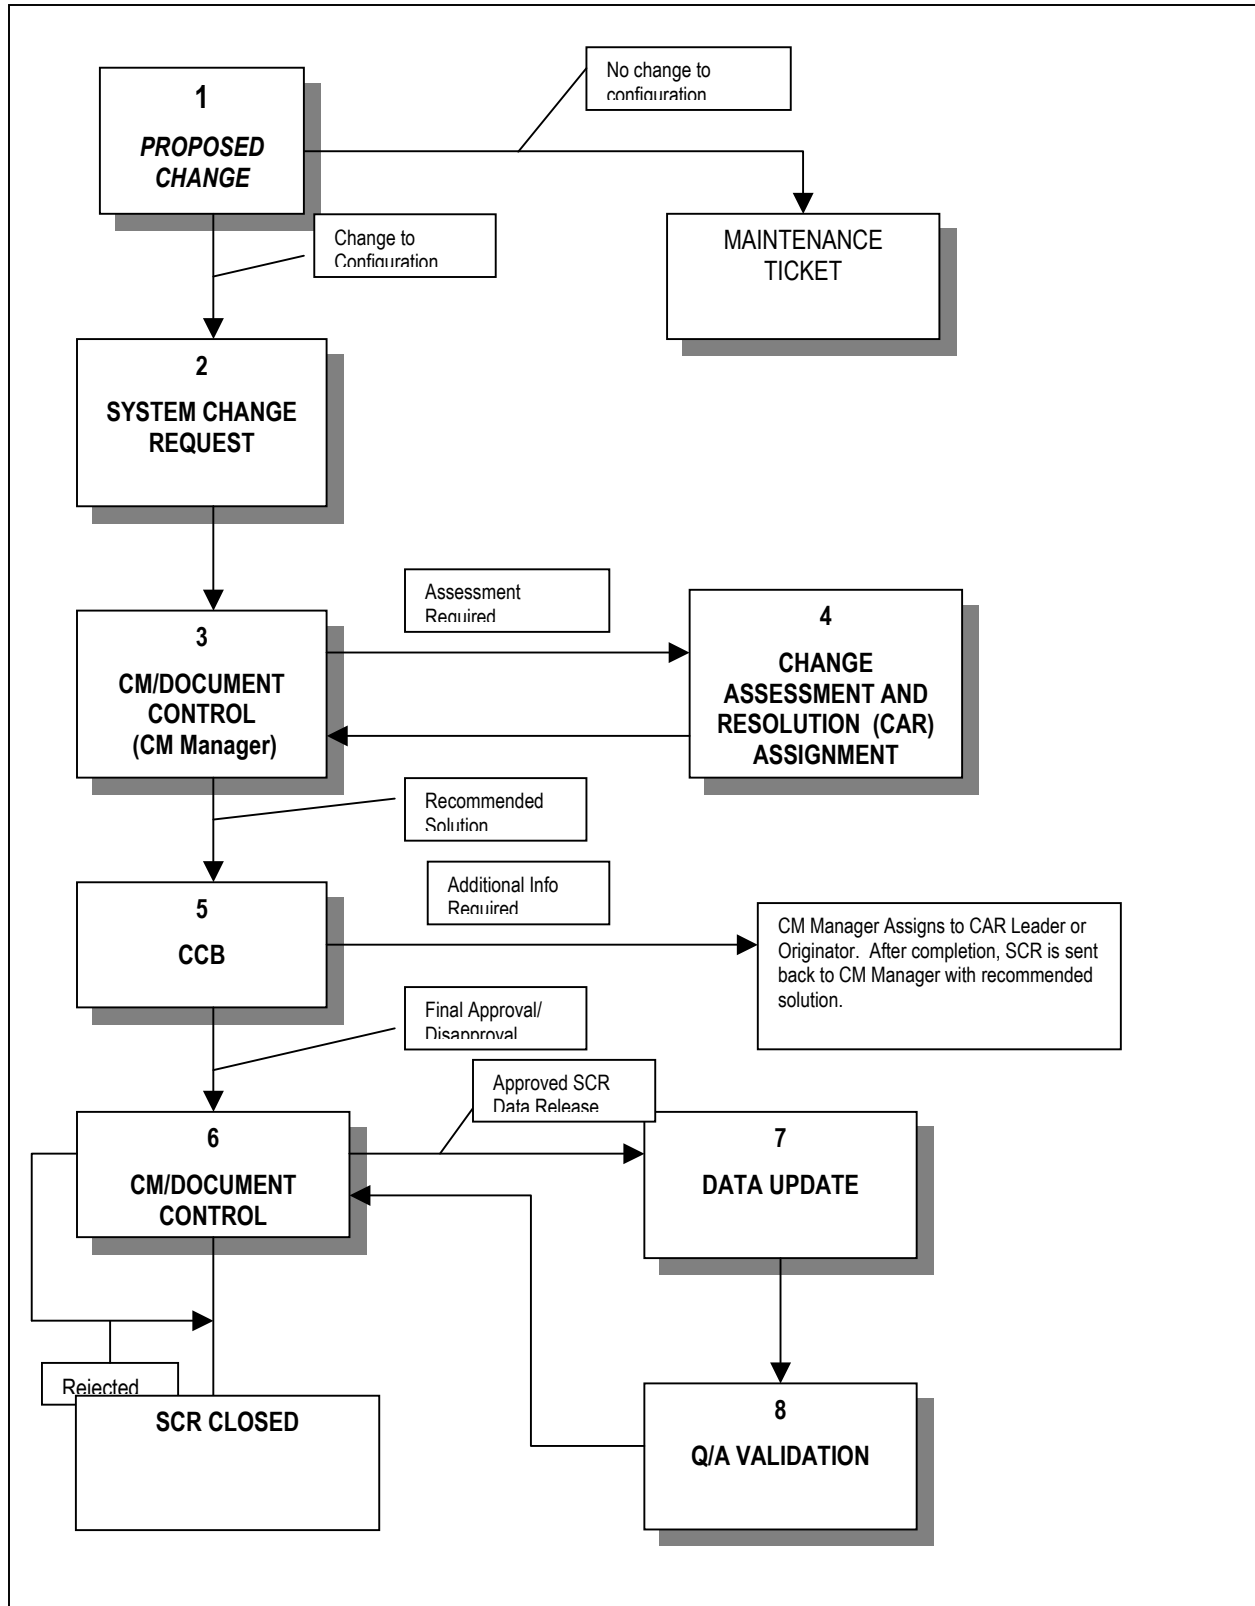 1
PROPOSED
CHANGE
No change to
configuration
Change to
Configuration
MAINTENANCE
TICKET
2
SYSTEM CHANGE
REQUEST
Assessment
Required
3
CM/DOCUMENT
CONTROL
(CM Manager)
4
CHANGE
ASSESSMENT AND
RESOLUTION (CAR)
ASSIGNMENT
Recommended
Solution
Additional Info
Required
5
CCB
CM Manager Assigns to CAR Leader or
Originator. After completion, SCR is sent
back to CM Manager with recommended
solution.
Final Approval/
Disapproval
Approved SCR
Data Release
6
CM/DOCUMENT
CONTROL
7
DATA UPDATE
Rejected
SCR CLOSED
8
Q/A VALIDATION